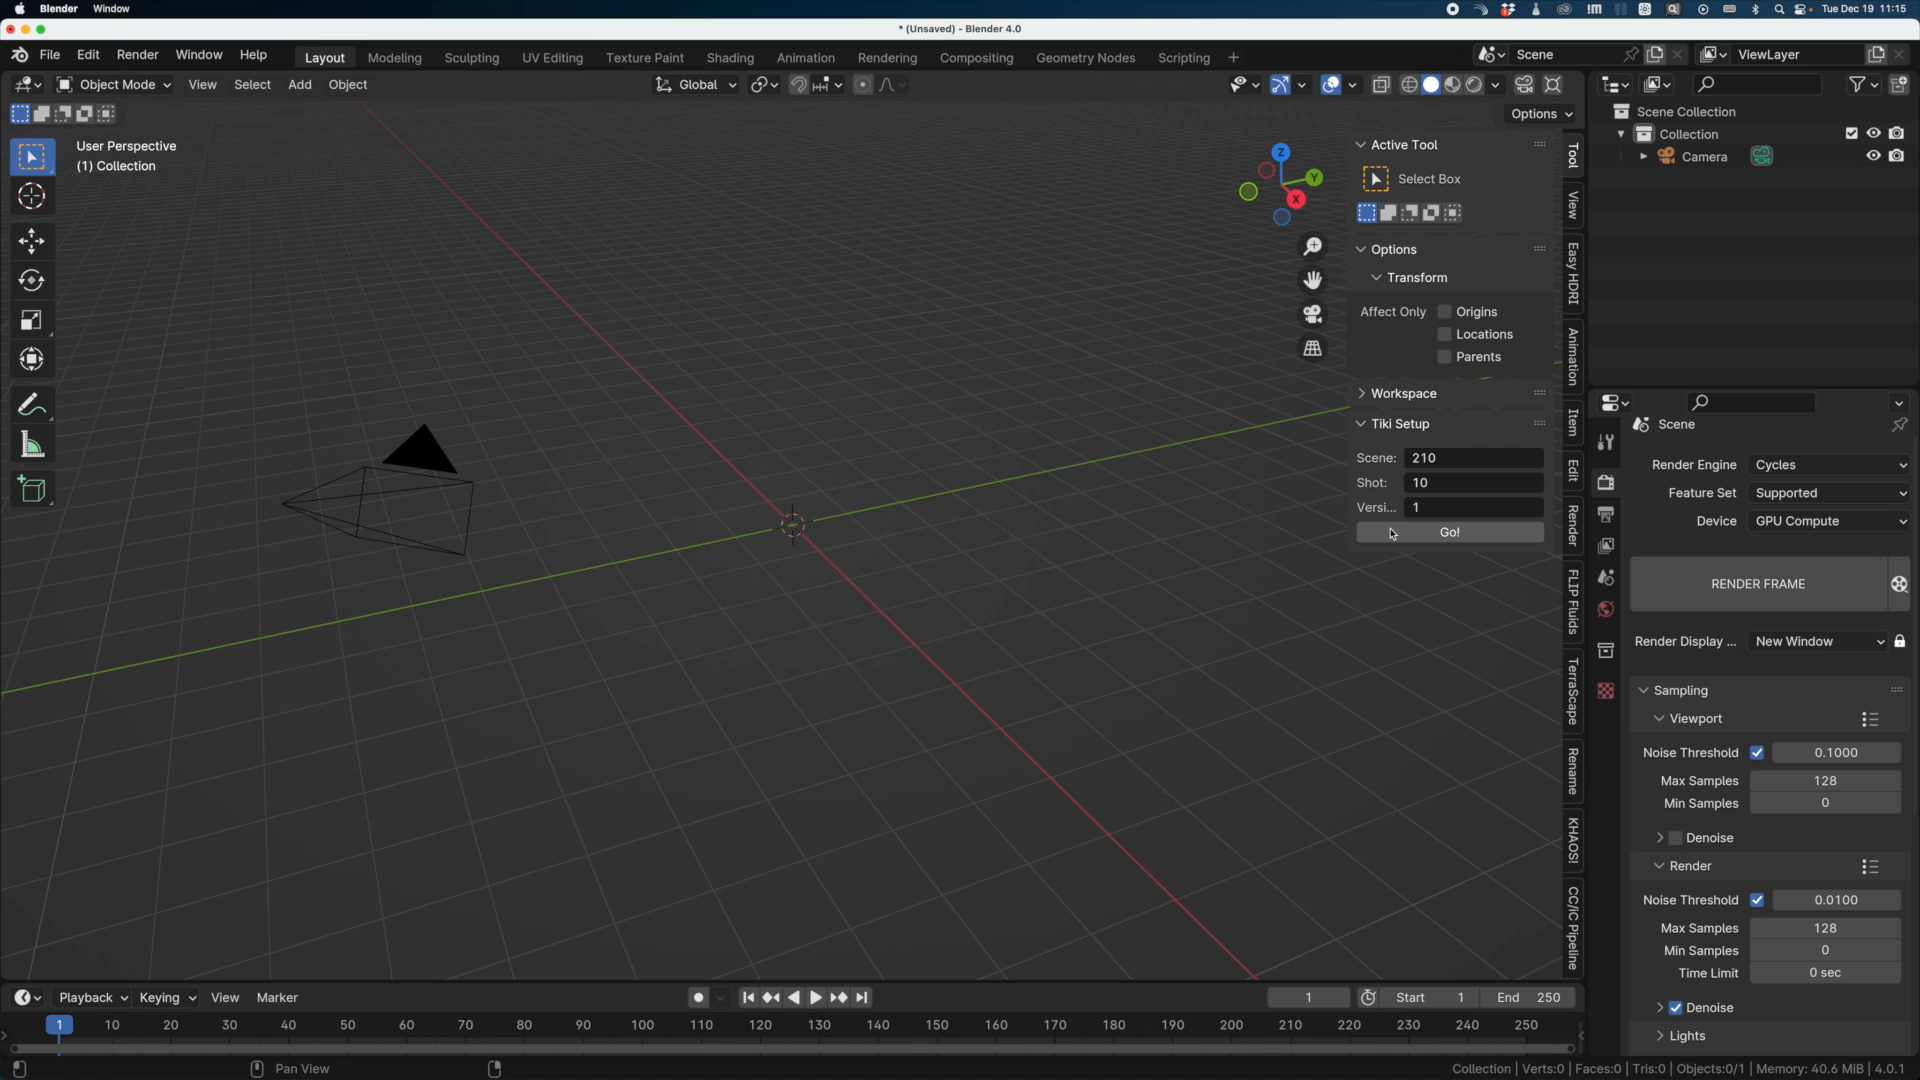 Blender Window Tue Dec 19 11:15
* (Unsaved) - Blender 4.0
File Edit Render Window Help Layout Modeling Sculpting UV Editing Texture Paint Shading Animation Rendering Compositing Geometry Nodes Scripting + Scene ViewLayer
Object Mode View Select Add Object Global
Options
User Perspective
(1) Collection
Z
Y
X
Active Tool
Select Box
Options
Transform
Affect Only Origins
Locations
Parents
Workspace
Tiki Setup
Scene: 210
Shot: 10
Versi... 1
Go!
Tool
View
Easy HDRI
Animation
Item
Edit
Render
FLIP Fluids
TerraScape
Rename
KHAOS!
CC/iC Pipeline
Scene Collection
Collection
Camera
Scene
Render Engine Cycles
Feature Set Supported
Device GPU Compute
RENDER FRAME
Render Display ... New Window
Sampling
Viewport
Noise Threshold 0.1000
Max Samples 128
Min Samples 0
Denoise
Render
Noise Threshold 0.0100
Max Samples 128
Min Samples 0
Time Limit 0 sec
Denoise
Lights
Playback Keying View Marker 1 Start 1 End 250
1 10 20 30 40 50 60 70 80 90 100 110 120 130 140 150 160 170 180 190 200 210 220 230 240 250
Pan View Collection | Verts:0 | Faces:0 | Tris:0 | Objects:0/1 | Memory: 40.6 MiB | 4.0.1